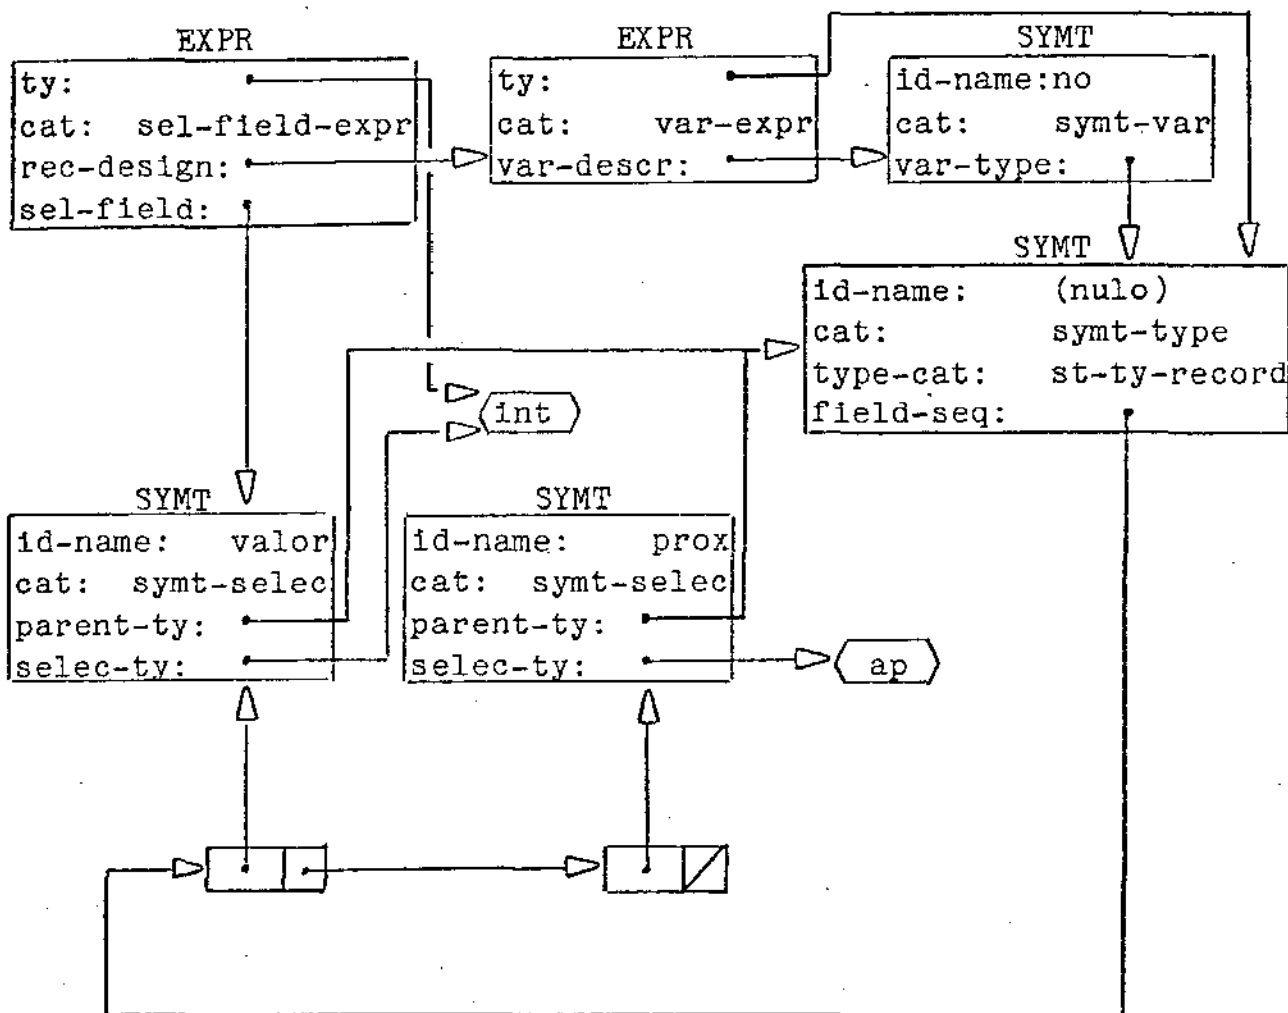 EXPR
ty:
cat: sel-field-expr
rec-design:
sel-field:
EXPR
ty:
cat: var-expr
var-descr:
SYMT
id-name:no
cat: symt-var
var-type:
SYMT
id-name: (nulo)
cat: symt-type
type-cat: st-ty-record
field-seq:
int
SYMT
id-name: valor
cat: symt-selec
parent-ty:
selec-ty:
SYMT
id-name: prox
cat: symt-selec
parent-ty:
selec-ty:
ap